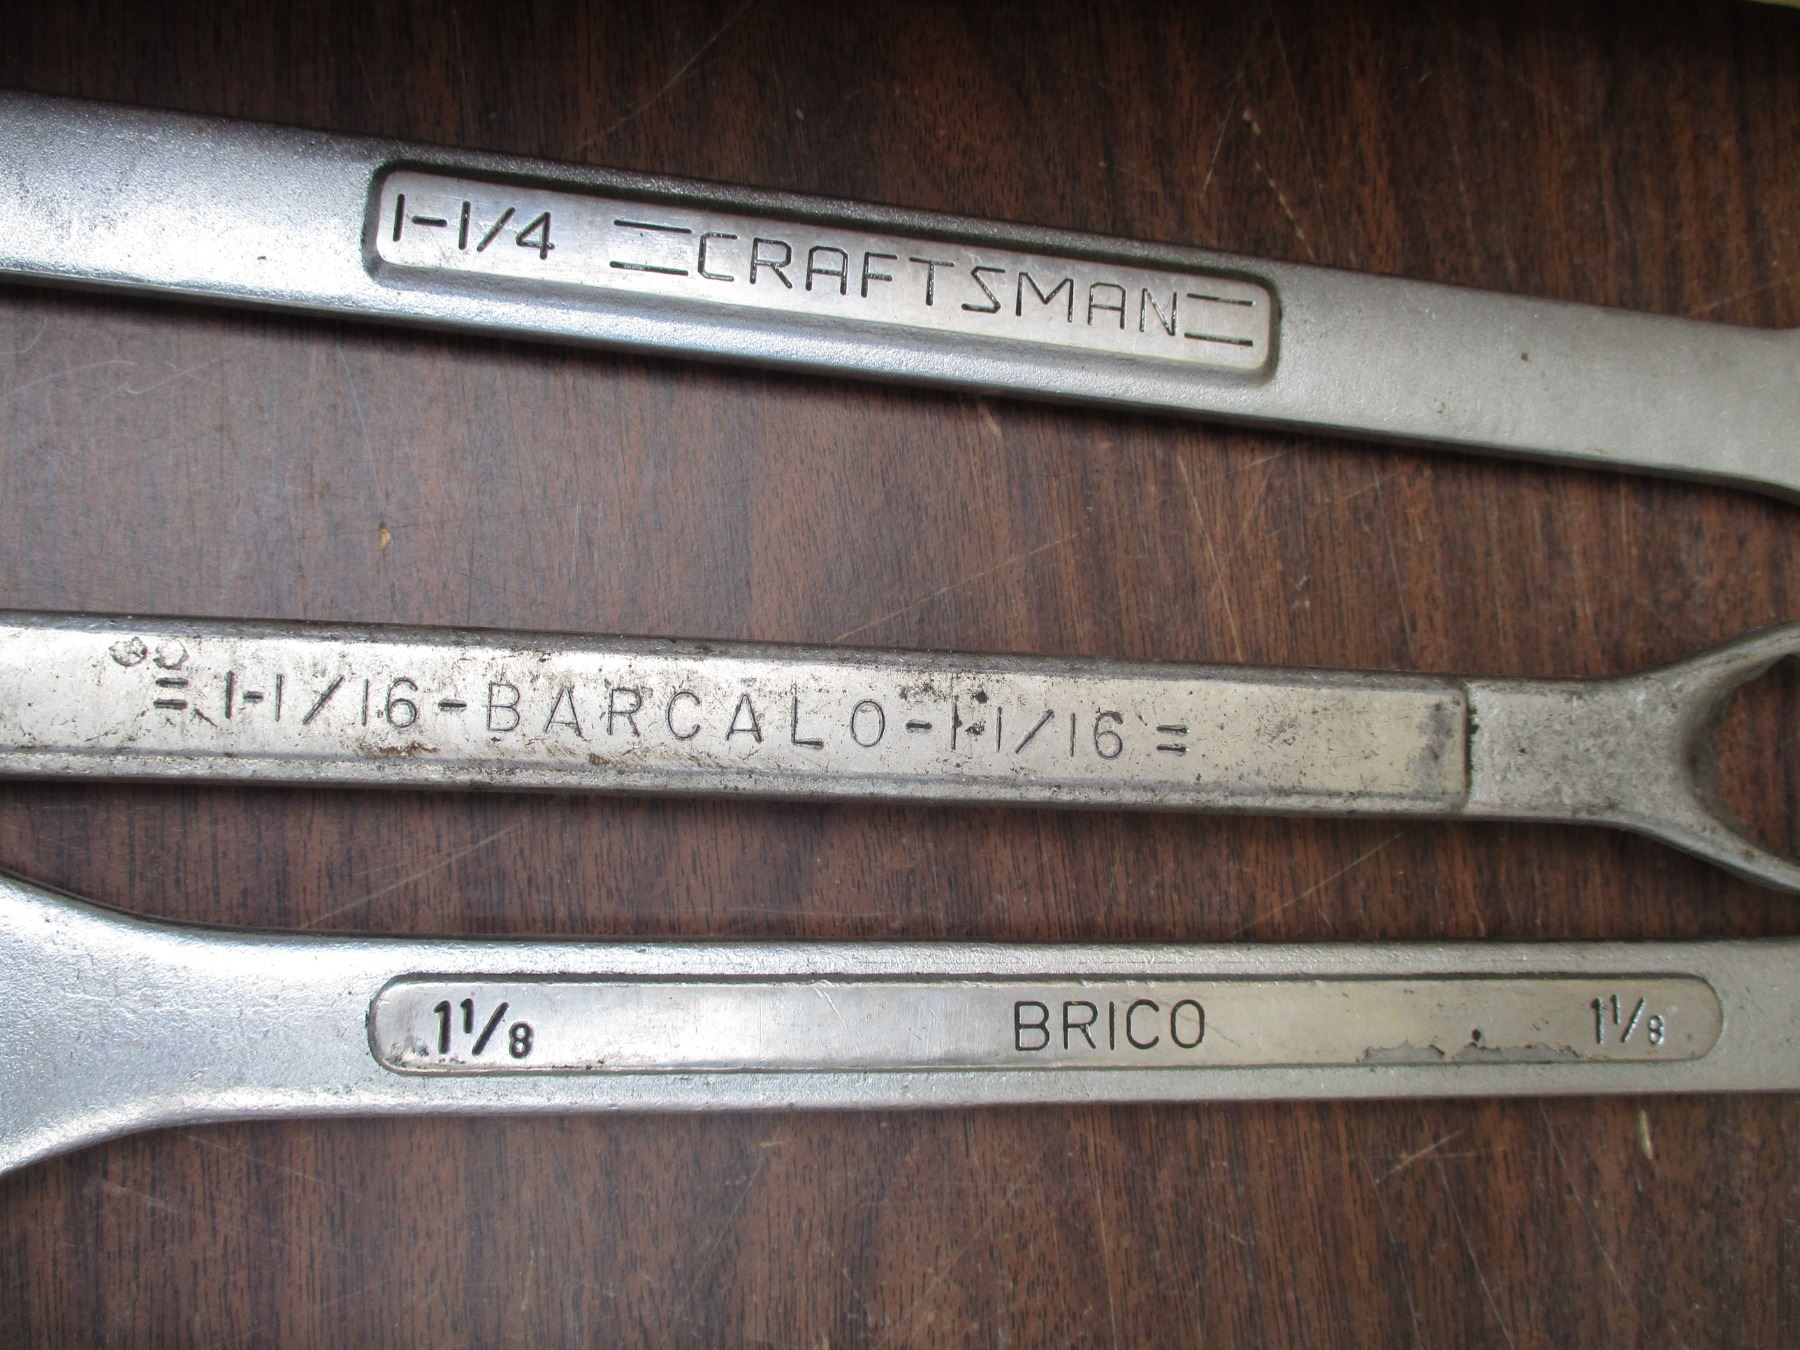 1-1/4 =CRAFTSMAN=
= 1-1/16-BARCALO-1-1/16 =
1 1/8 BRICO 1 1/8